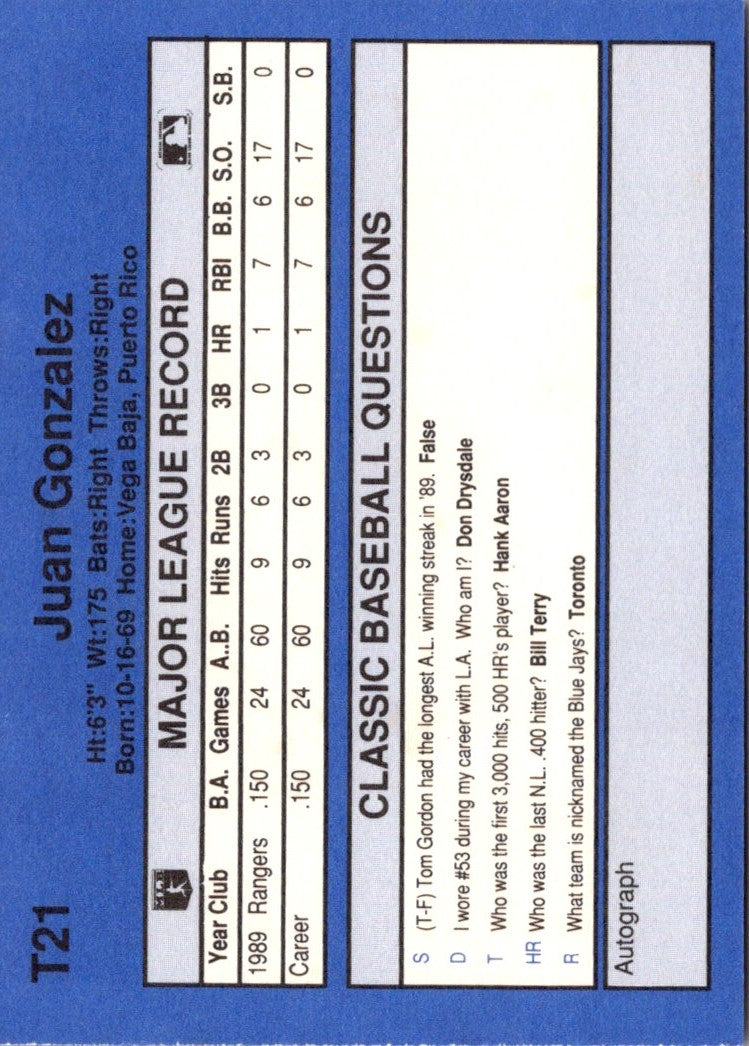 T21
Juan Gonzalez
Ht:6'3" Wt:175 Bats:Right Throws:Right
Born:10-16-69 Home:Vega Baja, Puerto Rico
MAJOR LEAGUE RECORD
Year Club B.A. Games A..B. Hits Runs 2B 3B HR RBI B.B. S.O. S.B.
1989 Rangers .150 24 60 9 6 3 0 1 7 6 17 0
Career .150 24 60 9 6 3 0 1 7 6 17 0
CLASSIC BASEBALL QUESTIONS
S (T-F) Tom Gordon had the longest A.L. winning streak in '89. False
D I wore #53 during my career with L.A. Who am I? Don Drysdale
T Who was the first 3,000 hits, 500 HR's player? Hank Aaron
HR Who was the last N.L. .400 hitter? Bill Terry
R What team is nicknamed the Blue Jays? Toronto
Autograph